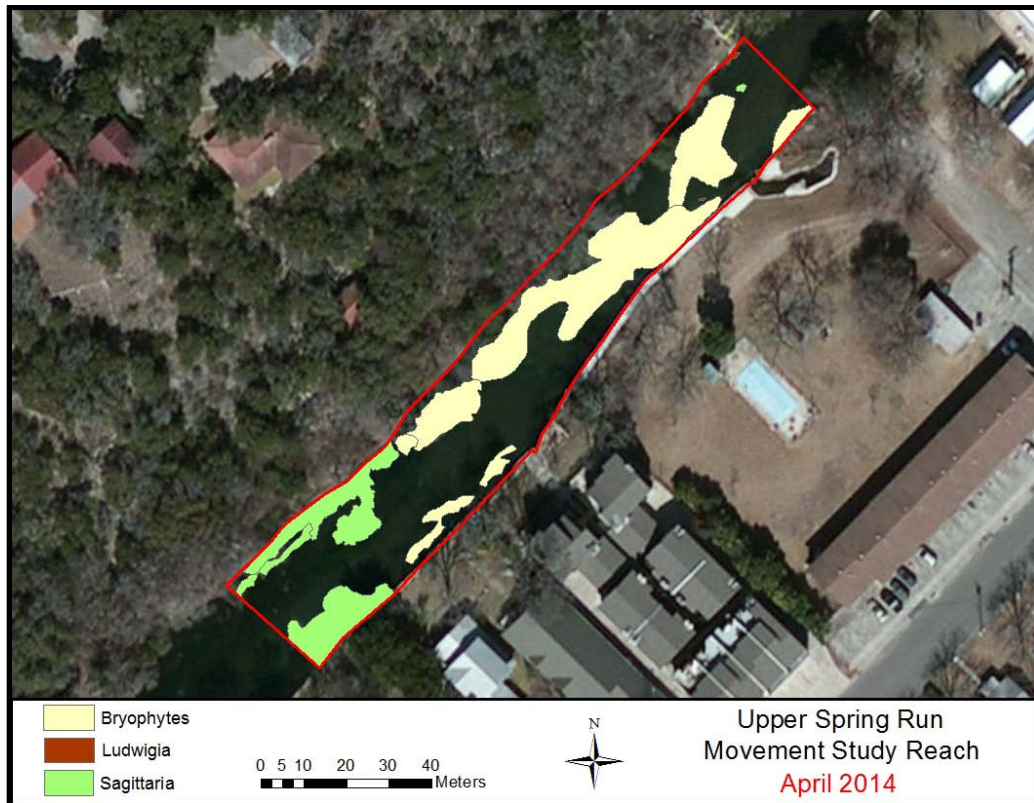 Bryophytes
Ludwigia
Sagittaria
0 5 10 20 30 40
Meters
N
Upper Spring Run
Movement Study Reach
April 2014